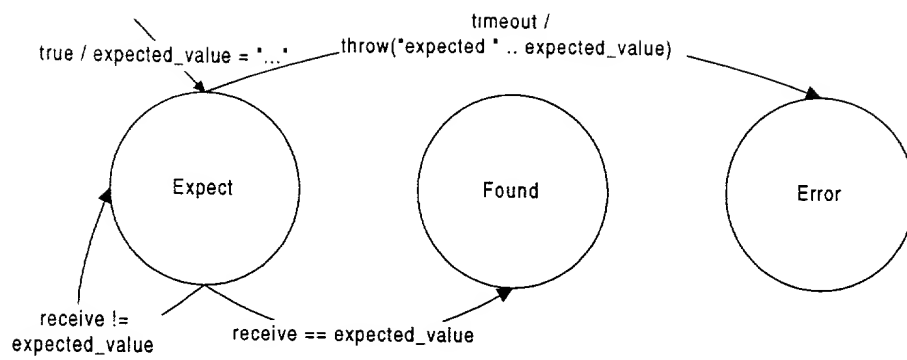 timeout /
true / expected_value = "..."
throw("expected " .. expected_value)
Expect
Found
Error
receive !=
expected_value
receive == expected_value